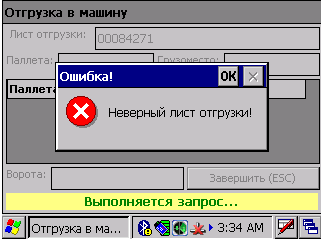 Отгрузка в машину
Лист отгрузки: 00084271
Паллета: Грузоместо:
Ошибка! OK ×
Паллета
Неверный лист отгрузки!
Ворота: Завершить (ESC)
Выполняется запрос...
Отгрузка в ма... 3:34 AM